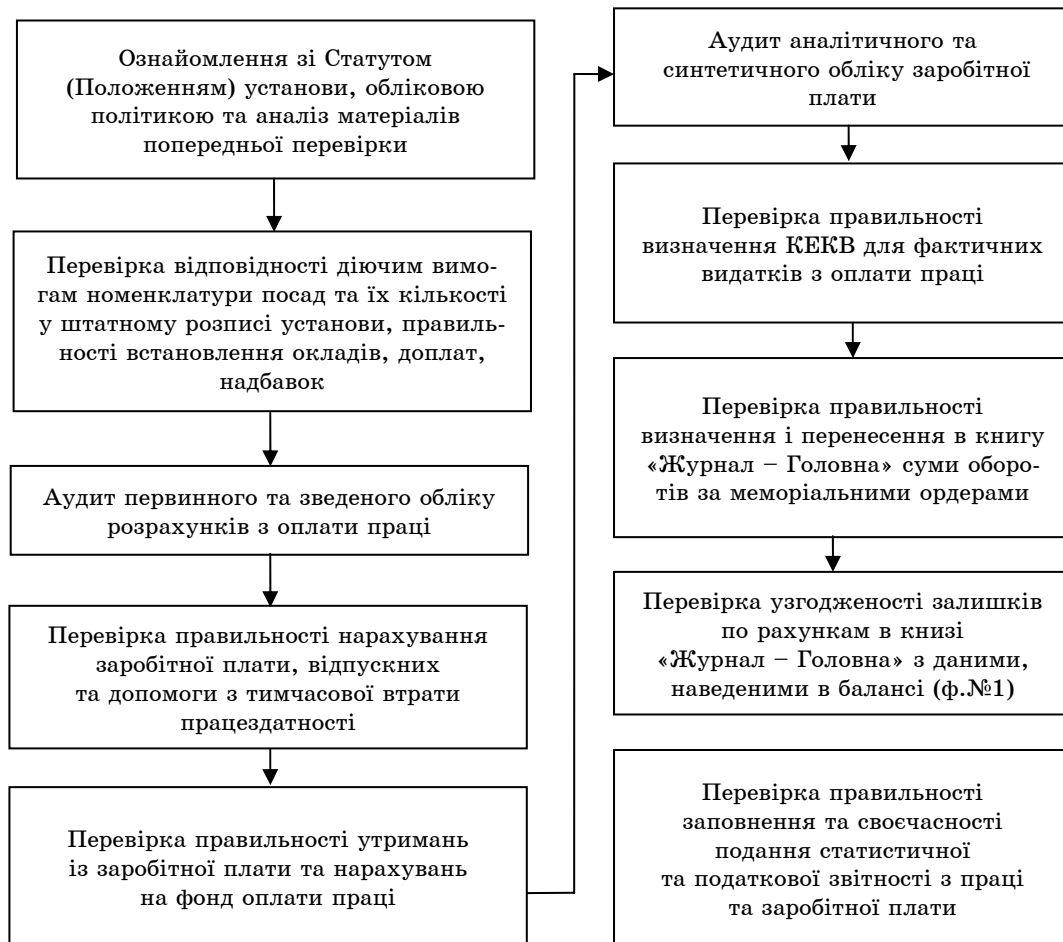 Ознайомлення зі Статутом
(Положенням) установи, обліковою
політикою та аналіз матеріалів
попередньої перевірки
Перевірка відповідності діючим вимо-
гам номенклатури посад та їх кількості
у штатному розписі установи, правиль-
ності встановлення окладів, доплат,
надбавок
Аудит первинного та зведеного обліку
розрахунків з оплати праці
Перевірка правильності нарахування
заробітної плати, відпускних
та допомоги з тимчасової втрати
працездатності
Перевірка правильності утримань
із заробітної плати та нарахувань
на фонд оплати праці
Аудит аналітичного та
синтетичного обліку заробітної
плати
Перевірка правильності
визначення КЕКВ для фактичних
видатків з оплати праці
Перевірка правильності
визначення і перенесення в книгу
«Журнал – Головна» суми оборо-
тів за меморіальними ордерами
Перевірка узгодженості залишків
по рахункам в книзі
«Журнал – Головна» з даними,
наведеними в балансі (ф.№1)
Перевірка правильності
заповнення та своєчасності
подання статистичної
та податкової звітності з праці
та заробітної плати